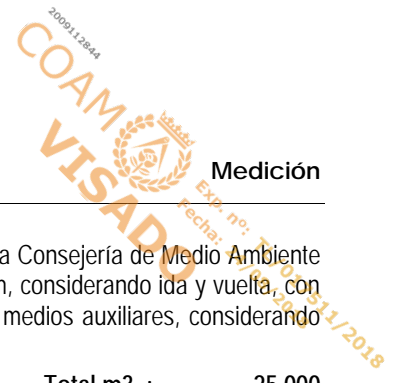 2009112844
COAM
VISADO
Medición
a Consejería de Medio Ambiente
n, considerando ida y vuelta, con
medios auxiliares, considerando
Total m2 : 25,000
Exp. nº:
Fecha: